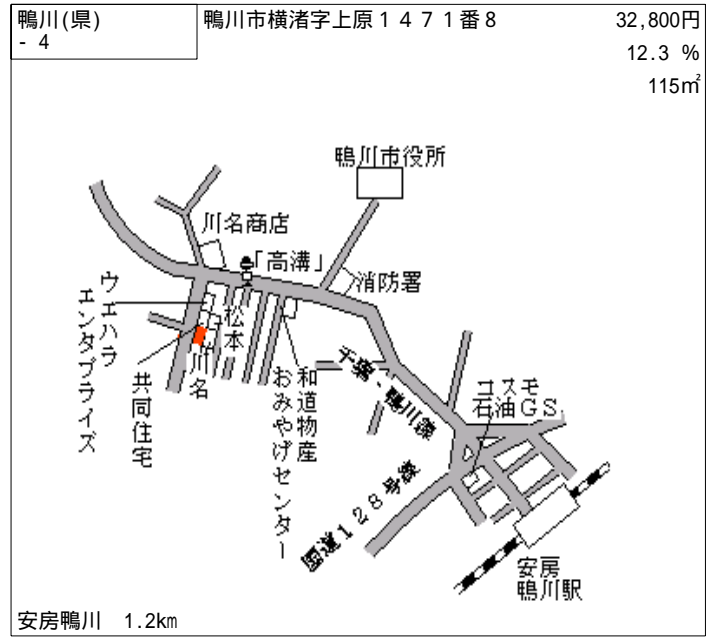 鴨川(県)
- 4
鴨川市横渚字上原１４７１番８
32,800円
12.3 %
115㎡
鴨川市役所
川名商店
「高溝」
消防署
ウエハラ
エンタプライズ
共同住宅
川名
松本
和道物産
おみやげセンター
千葉・鴨川線
コスモ
石油ＧＳ
国道１２８号線
安房
鴨川駅
安房鴨川 1.2km